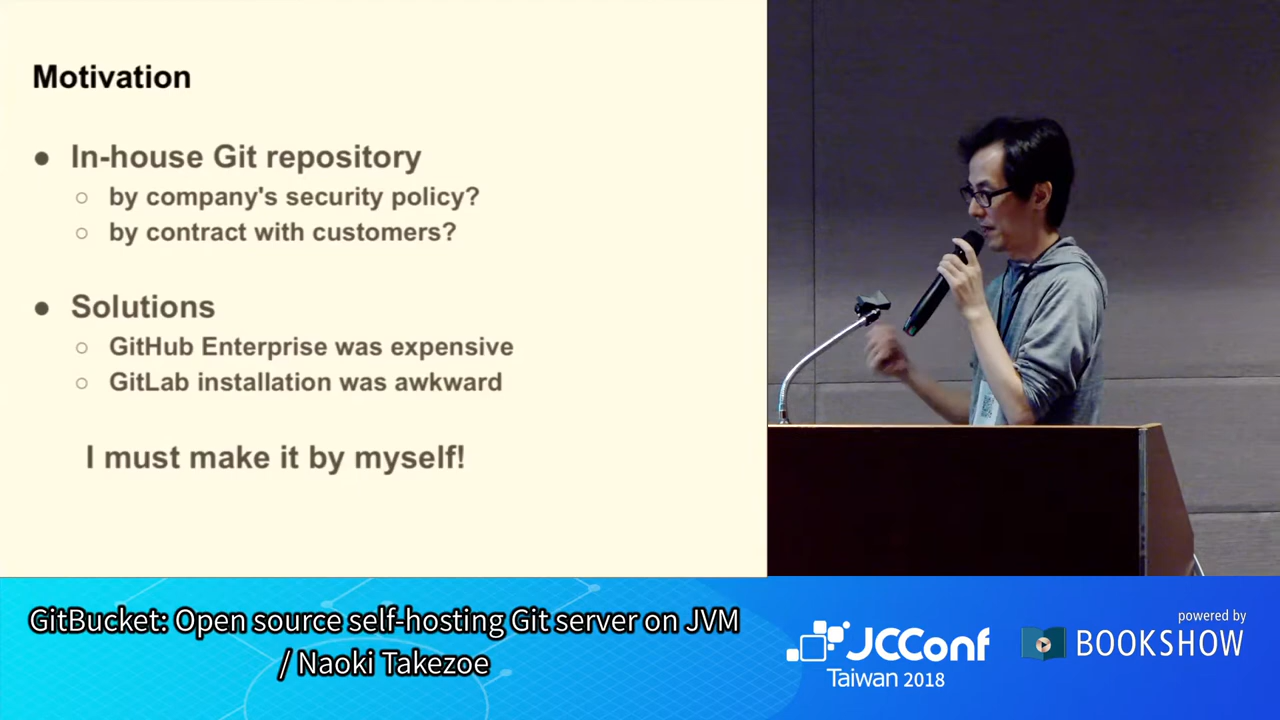 Motivation
● In-house Git repository
○ by company's security policy?
○ by contract with customers?
● Solutions
○ GitHub Enterprise was expensive
○ GitLab installation was awkward
I must make it by myself!
GitBucket: Open source self-hosting Git server on JVM
/ Naoki Takezoe
JCConf
Taiwan 2018
powered by
BOOKSHOW